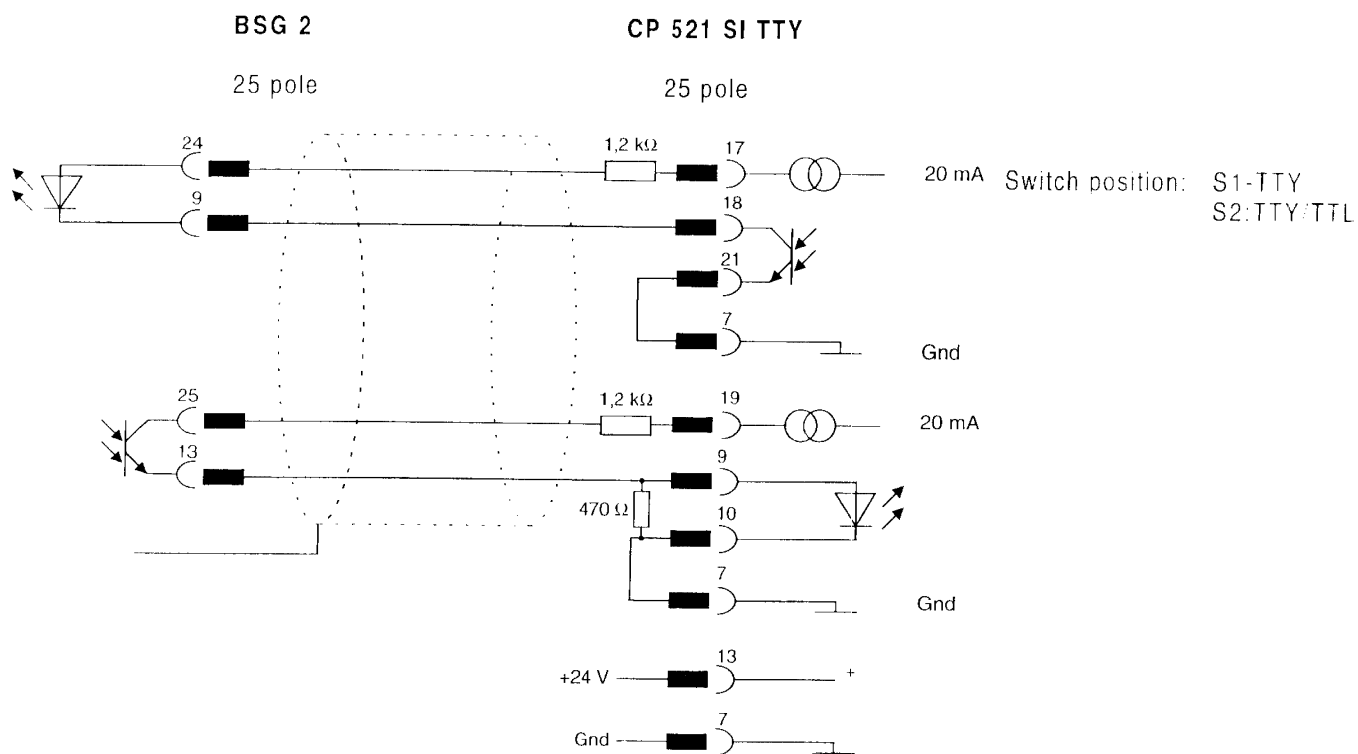 BSG 2 CP 521 SI TTY
25 pole 25 pole
24 1,2 kΩ 17
20 mA Switch position: S1-TTY
9 18 S2:TTY/TTL
21
7
Gnd
25 1,2 kΩ 19
20 mA
13 9
470 Ω 10
7
Gnd
13
+24 V +
7
Gnd